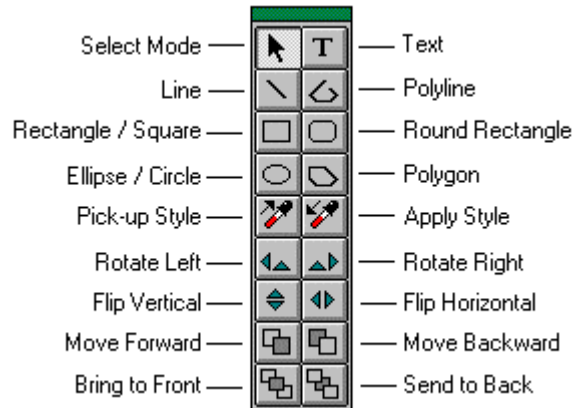 Select Mode T Text
Line Polyline
Rectangle / Square Round Rectangle
Ellipse / Circle Polygon
Pick-up Style Apply Style
Rotate Left Rotate Right
Flip Vertical Flip Horizontal
Move Forward Move Backward
Bring to Front Send to Back